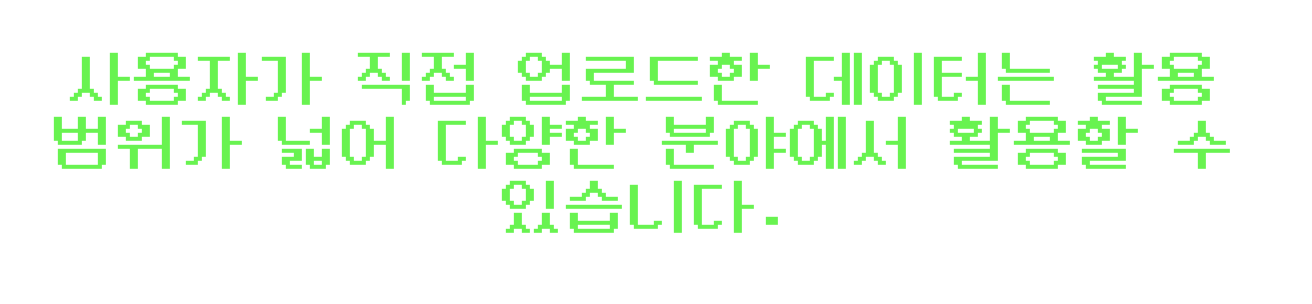 사용자가 직접 업로드한 데이터는 활용
범위가 넓어 다양한 분야에서 활용할 수
있습니다.